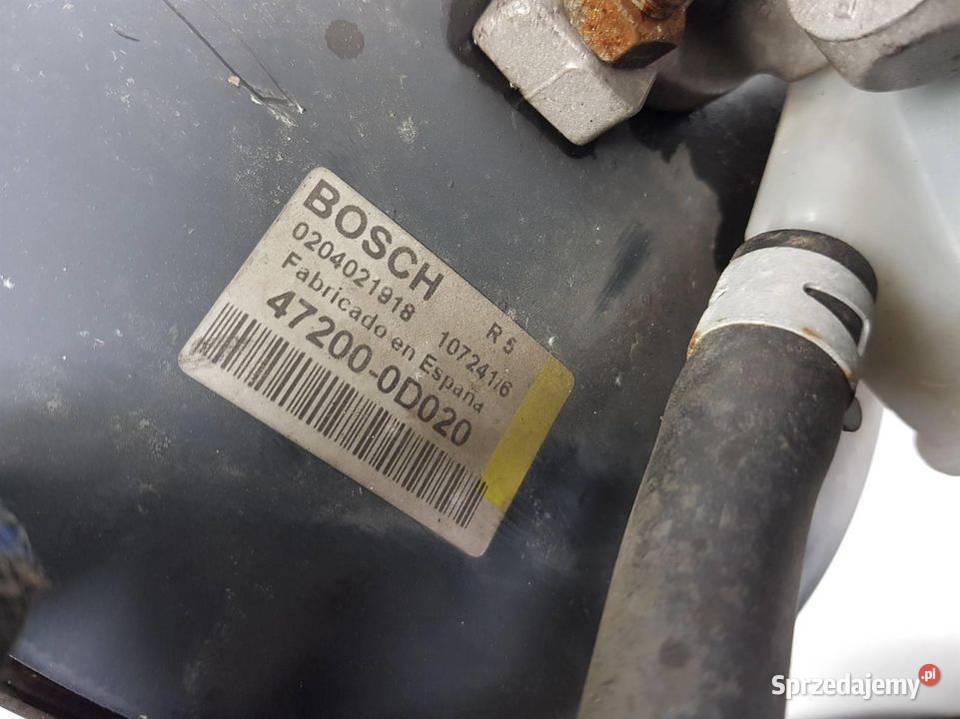 BOSCH
0204021918 R 5
Fabricado en España 107241/6
47200-0D020
Sprzedajemy.pl